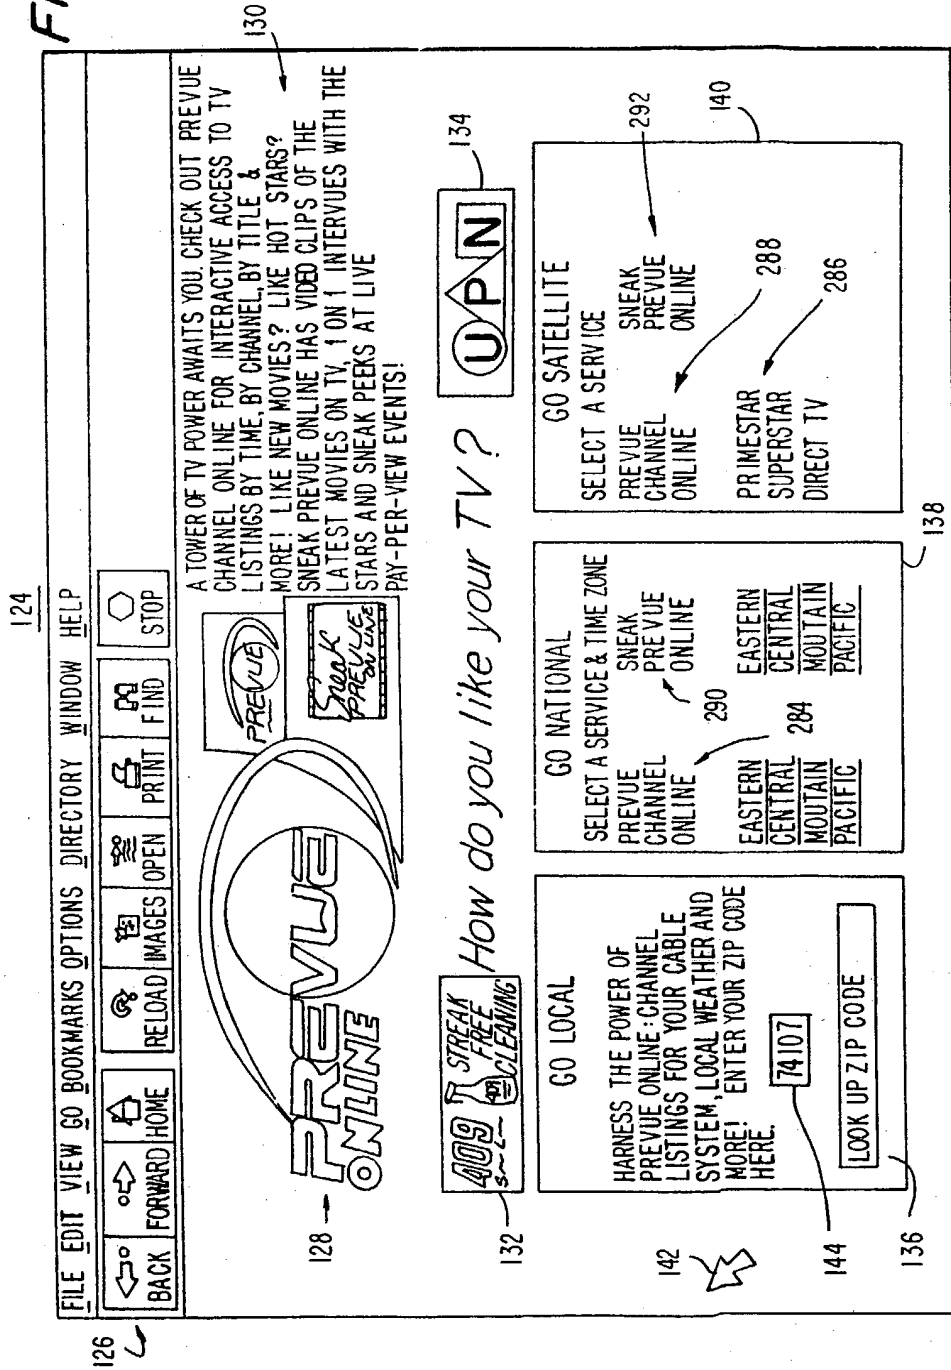 124
126
FILE EDIT VIEW GO BOOKMARKS OPTIONS DIRECTORY WINDOW HELP
BACK FORWARD HOME RELOAD IMAGES OPEN PRINT FIND STOP
128
PREVUE
ONLINE
PREVUE
Sneak
PREVUE
ON LINE
A TOWER OF TV POWER AWAITS YOU. CHECK OUT PREVUE
CHANNEL ONLINE FOR INTERACTIVE ACCESS TO TV
LISTINGS BY TIME, BY CHANNEL, BY TITLE &
MORE! LIKE NEW MOVIES? LIKE HOT STARS?
SNEAK PREVUE ONLINE HAS VIDEO CLIPS OF THE
LATEST MOVIES ON TV, 1 ON 1 INTERVUES WITH THE
STARS AND SNEAK PEEKS AT LIVE
PAY-PER-VIEW EVENTS!
130
132
409
STREAK
FREE
CLEANING
409
How do you like your TV?
UPN
134
GO LOCAL
HARNESS THE POWER OF
PREVUE ONLINE: CHANNEL
LISTINGS FOR YOUR CABLE
SYSTEM, LOCAL WEATHER AND
MORE! ENTER YOUR ZIP CODE
HERE.
74107
LOOK UP ZIP CODE
142
144
136
GO NATIONAL
SELECT A SERVICE & TIME ZONE
PREVUE
CHANNEL
ONLINE
SNEAK
PREVUE
ONLINE
290
284
EASTERN
CENTRAL
MOUTAIN
PACIFIC
EASTERN
CENTRAL
MOUTAIN
PACIFIC
138
GO SATELLITE
SELECT A SERVICE
PREVUE
CHANNEL
ONLINE
SNEAK
PREVUE
ONLINE
292
288
PRIMESTAR
SUPERSTAR
DIRECT TV
286
140